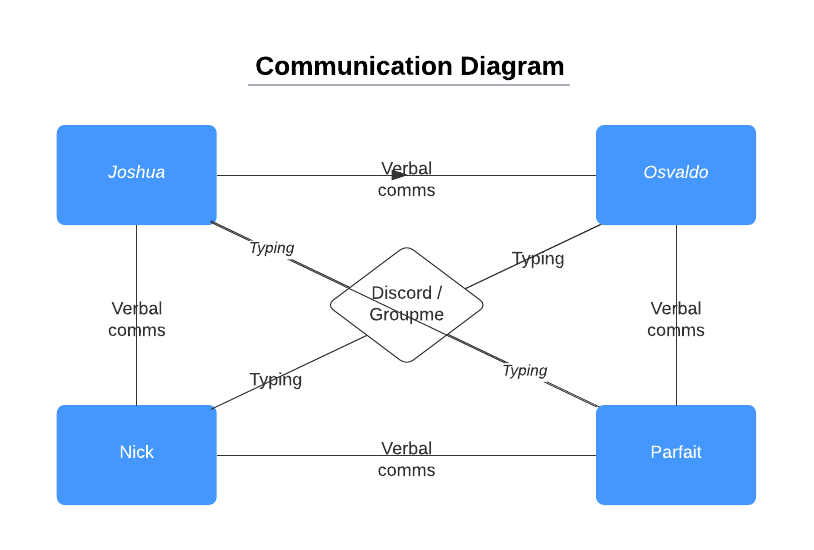 Communication Diagram
Joshua
Verbal
comms
Osvaldo
Typing
Typing
Discord /
Groupme
Verbal
comms
Verbal
comms
Typing
Typing
Nick
Verbal
comms
Parfait